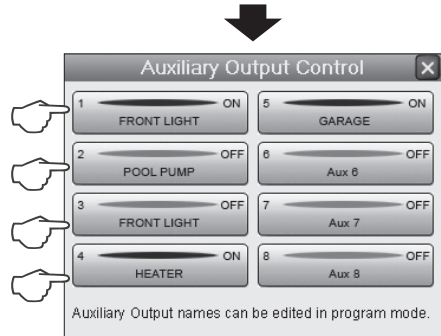 Auxiliary Output Control
1 ON
FRONT LIGHT
5 ON
GARAGE
2 OFF
POOL PUMP
6 OFF
Aux 6
3 OFF
FRONT LIGHT
7 OFF
Aux 7
4 ON
HEATER
8 OFF
Aux 8
Auxiliary Output names can be edited in program mode.